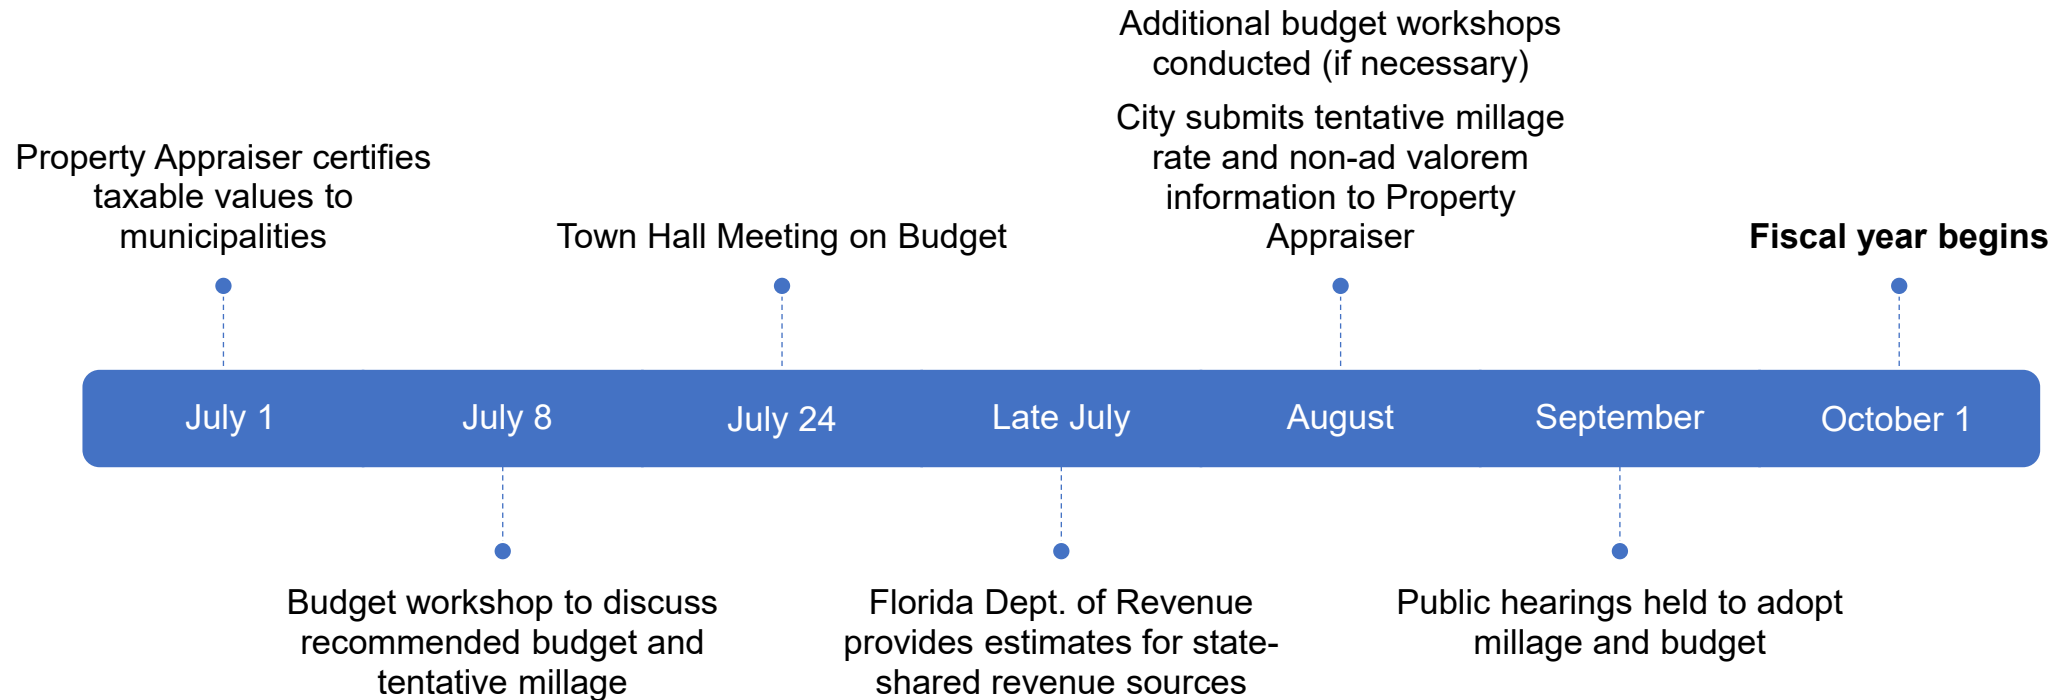 Additional budget workshops
conducted (if necessary)
City submits tentative millage
rate and non-ad valorem
information to Property
Appraiser
Property Appraiser certifies
taxable values to
municipalities
Town Hall Meeting on Budget
Fiscal year begins
July 1
July 8
July 24
Late July
August
September
October 1
Budget workshop to discuss
recommended budget and
tentative millage
Florida Dept. of Revenue
provides estimates for state-
shared revenue sources
Public hearings held to adopt
millage and budget